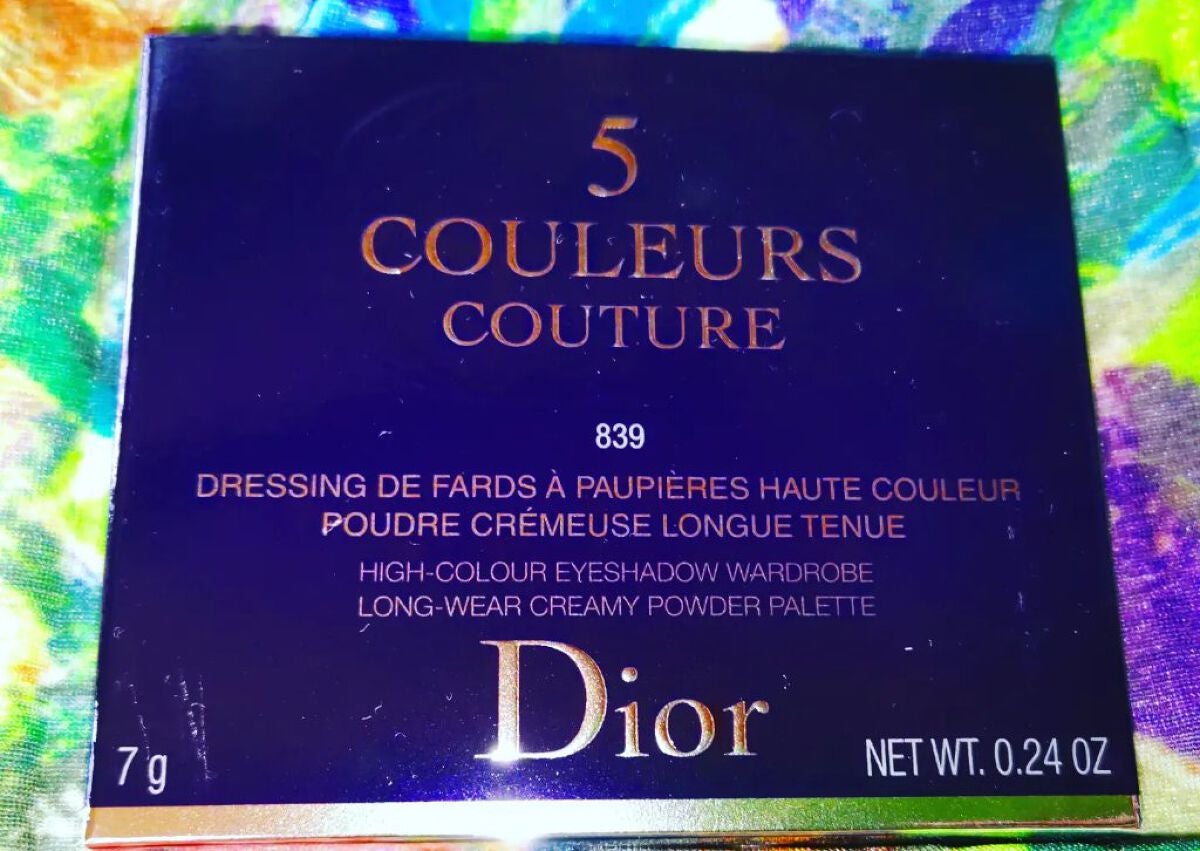 5
COULEURS
COUTURE
839
DRESSING DE FARDS À PAUPIÈRES HAUTE COULEUR
POUDRE CRÉMEUSE LONGUE TENUE
HIGH-COLOUR EYESHADOW WARDROBE
LONG-WEAR CREAMY POWDER PALETTE
Dior
7 g
NET WT. 0.24 OZ